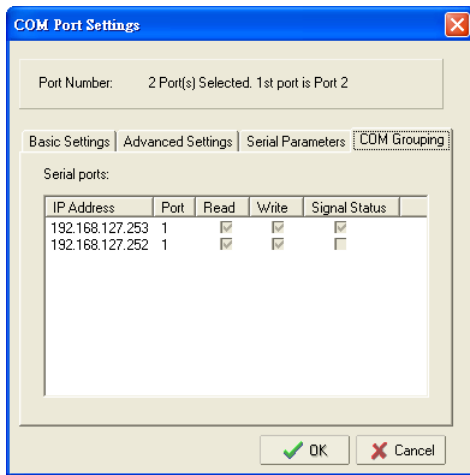 COM Port Settings
Port Number: 2 Port(s) Selected. 1st port is Port 2
Basic Settings Advanced Settings Serial Parameters COM Grouping
Serial ports:
IP Address Port Read Write Signal Status
192.168.127.253 1
192.168.127.252 1
OK Cancel